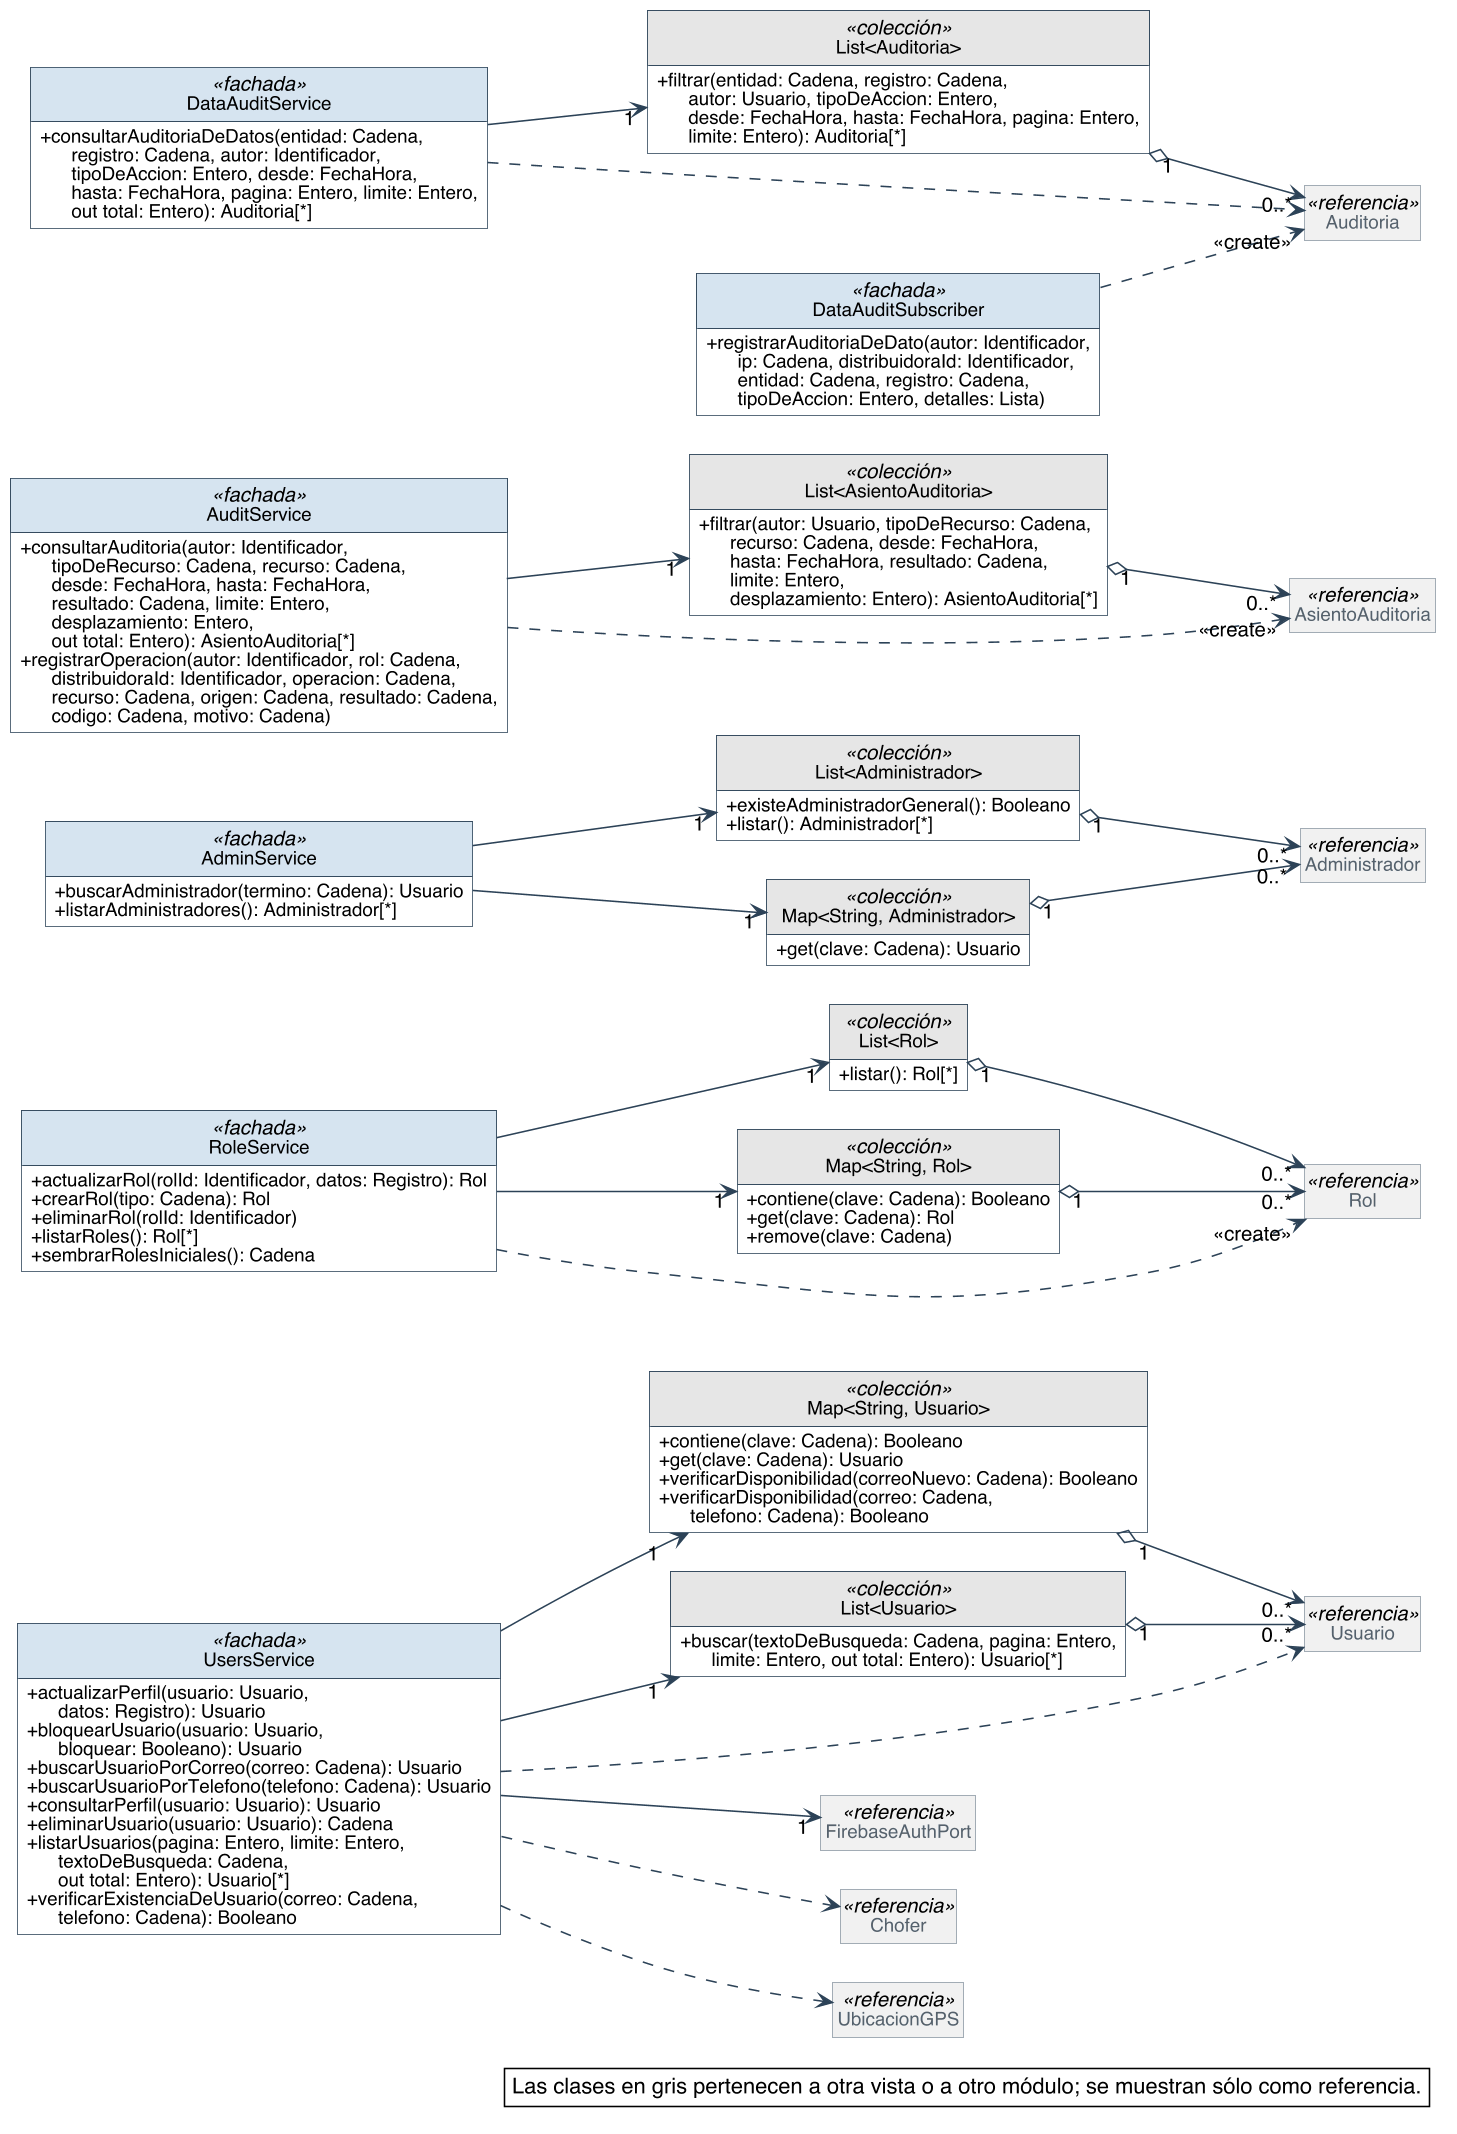 «colección»
List<Auditoria>
+filtrar(entidad: Cadena, registro: Cadena,
autor: Usuario, tipoDeAccion: Entero,
desde: FechaHora, hasta: FechaHora, pagina: Entero,
limite: Entero): Auditoria[*]
«fachada»
DataAuditService
+consultarAuditoriaDeDatos(entidad: Cadena,
registro: Cadena, autor: Identificador,
tipoDeAccion: Entero, desde: FechaHora,
hasta: FechaHora, pagina: Entero, limite: Entero,
out total: Entero): Auditoria[*]
1
1
0..*
«referencia»
Auditoria
«create»
«fachada»
DataAuditSubscriber
+registrarAuditoriaDeDato(autor: Identificador,
ip: Cadena, distribuidoraId: Identificador,
entidad: Cadena, registro: Cadena,
tipoDeAccion: Entero, detalles: Lista)
«colección»
List<AsientoAuditoria>
+filtrar(autor: Usuario, tipoDeRecurso: Cadena,
recurso: Cadena, desde: FechaHora,
hasta: FechaHora, resultado: Cadena,
limite: Entero,
desplazamiento: Entero): AsientoAuditoria[*]
«fachada»
AuditService
+consultarAuditoria(autor: Identificador,
tipoDeRecurso: Cadena, recurso: Cadena,
desde: FechaHora, hasta: FechaHora,
resultado: Cadena, limite: Entero,
desplazamiento: Entero,
out total: Entero): AsientoAuditoria[*]
+registrarOperacion(autor: Identificador, rol: Cadena,
distribuidoraId: Identificador, operacion: Cadena,
recurso: Cadena, origen: Cadena, resultado: Cadena,
codigo: Cadena, motivo: Cadena)
1
1
0..*
«create»
«referencia»
AsientoAuditoria
«colección»
List<Administrador>
+existeAdministradorGeneral(): Booleano
+listar(): Administrador[*]
«fachada»
AdminService
+buscarAdministrador(termino: Cadena): Usuario
+listarAdministradores(): Administrador[*]
1
1
0..*
0..*
«referencia»
Administrador
«colección»
Map<String, Administrador>
+get(clave: Cadena): Usuario
1
1
«colección»
List<Rol>
+listar(): Rol[*]
1
1
«fachada»
RoleService
+actualizarRol(rolId: Identificador, datos: Registro): Rol
+crearRol(tipo: Cadena): Rol
+eliminarRol(rolId: Identificador)
+listarRoles(): Rol[*]
+sembrarRolesIniciales(): Cadena
«colección»
Map<String, Rol>
+contiene(clave: Cadena): Booleano
+get(clave: Cadena): Rol
+remove(clave: Cadena)
1
1
0..*
0..*
«create»
«referencia»
Rol
«colección»
Map<String, Usuario>
+contiene(clave: Cadena): Booleano
+get(clave: Cadena): Usuario
+verificarDisponibilidad(correoNuevo: Cadena): Booleano
+verificarDisponibilidad(correo: Cadena,
telefono: Cadena): Booleano
1
1
«colección»
List<Usuario>
+buscar(textoDeBusqueda: Cadena, pagina: Entero,
limite: Entero, out total: Entero): Usuario[*]
1
1
0..*
0..*
«referencia»
Usuario
«fachada»
UsersService
+actualizarPerfil(usuario: Usuario,
datos: Registro): Usuario
+bloquearUsuario(usuario: Usuario,
bloquear: Booleano): Usuario
+buscarUsuarioPorCorreo(correo: Cadena): Usuario
+buscarUsuarioPorTelefono(telefono: Cadena): Usuario
+consultarPerfil(usuario: Usuario): Usuario
+eliminarUsuario(usuario: Usuario): Cadena
+listarUsuarios(pagina: Entero, limite: Entero,
textoDeBusqueda: Cadena,
out total: Entero): Usuario[*]
+verificarExistenciaDeUsuario(correo: Cadena,
telefono: Cadena): Booleano
1
«referencia»
FirebaseAuthPort
«referencia»
Chofer
«referencia»
UbicacionGPS
Las clases en gris pertenecen a otra vista o a otro módulo; se muestran sólo como referencia.